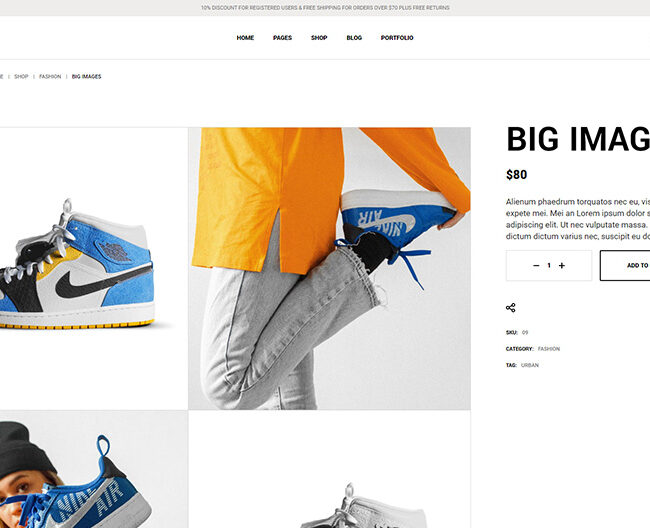 10% DISCOUNT FOR REGISTERED USERS & FREE SHIPPING FOR ORDERS OVER $70 PLUS FREE RETURNS
HOME PAGES SHOP BLOG PORTFOLIO
E | SHOP | FASHION | BIG IMAGES
BIG IMAG
$80
Alienum phaedrum torquatos nec eu, vis
expete mei. Mei an Lorem ipsum dolor s
adipiscing elit. Ut nec vulputate massa.
dictum dictum varius nec, suscipit eu do
− 1 +
ADD TO
SKU: 09
CATEGORY: FASHION
TAG: URBAN
NIKE
AIR
AIR